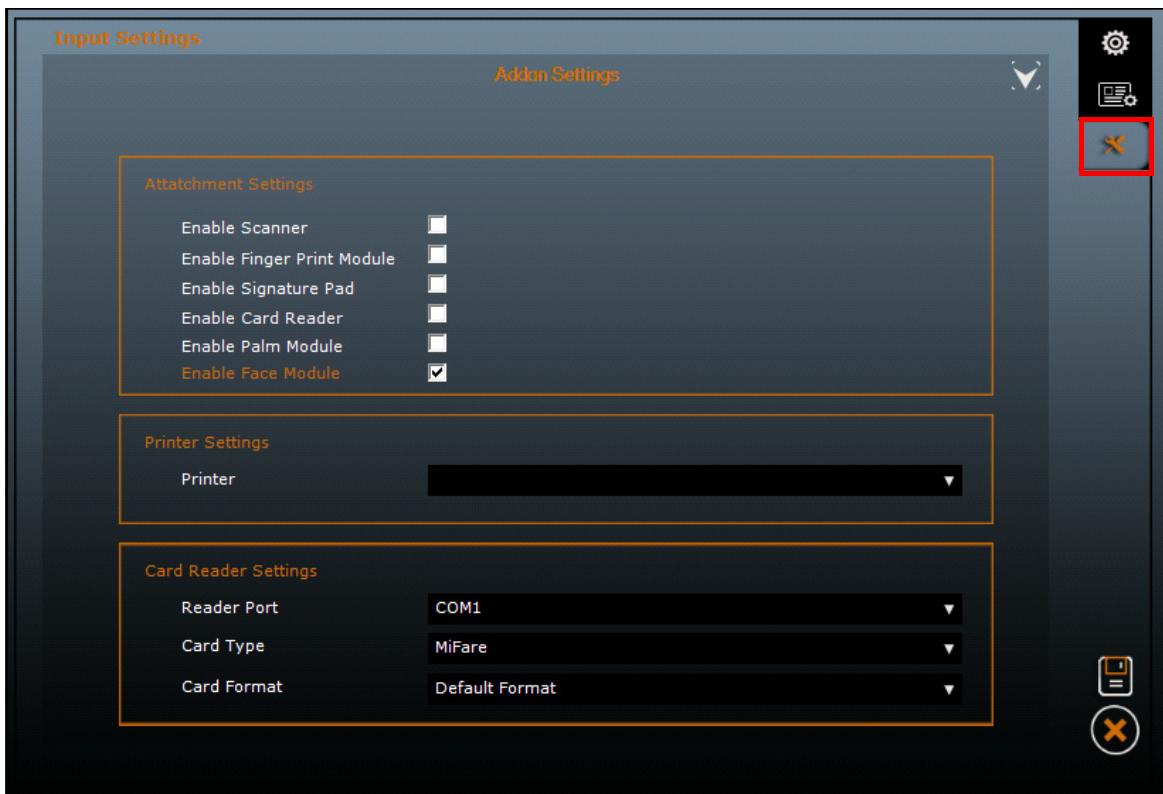 Input Settings
Addon Settings
Attatchment Settings
Enable Scanner
Enable Finger Print Module
Enable Signature Pad
Enable Card Reader
Enable Palm Module
Enable Face Module
Printer Settings
Printer
Card Reader Settings
Reader Port COM1
Card Type MiFare
Card Format Default Format